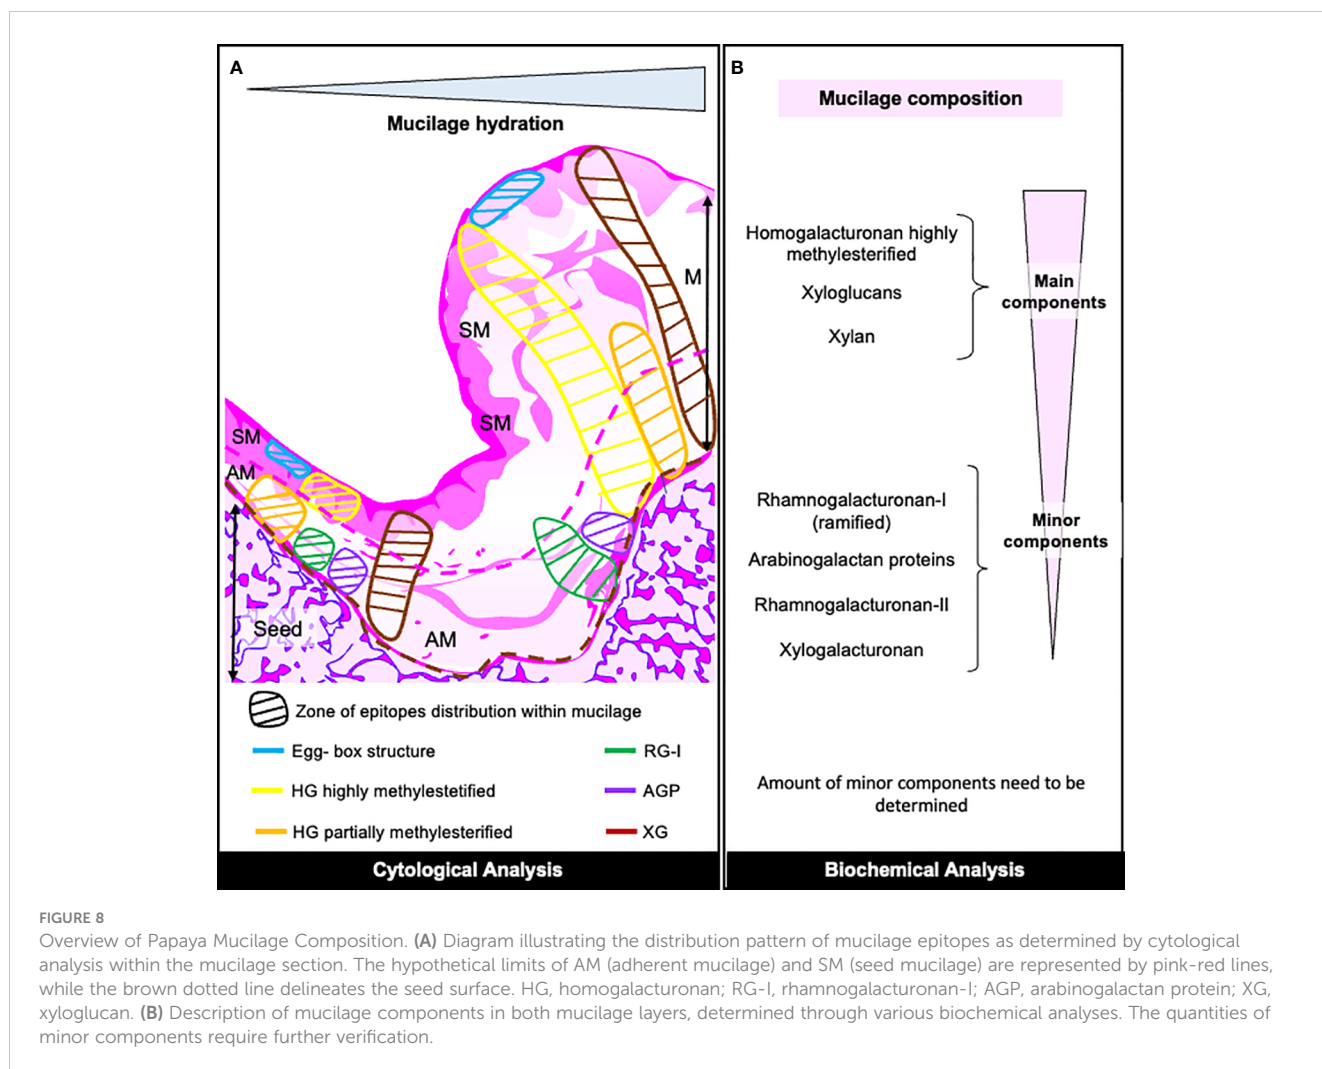 A
Mucilage hydration
M
SM
SM
SM
AM
Seed
AM
Zone of epitopes distribution within mucilage
Egg- box structure
RG-I
HG highly methylestetified
AGP
HG partially methylesterified
XG
Cytological Analysis
B
Mucilage composition
Homogalacturonan highly
methylesterified
Xyloglucans
Xylan
Main
components
Rhamnogalacturonan-I
(ramified)
Arabinogalactan proteins
Rhamnogalacturonan-II
Xylogalacturonan
Minor
components
Amount of minor components need to be
determined
Biochemical Analysis
FIGURE 8
Overview of Papaya Mucilage Composition. (A) Diagram illustrating the distribution pattern of mucilage epitopes as determined by cytological
analysis within the mucilage section. The hypothetical limits of AM (adherent mucilage) and SM (seed mucilage) are represented by pink-red lines,
while the brown dotted line delineates the seed surface. HG, homogalacturonan; RG-I, rhamnogalacturonan-I; AGP, arabinogalactan protein; XG,
xyloglucan. (B) Description of mucilage components in both mucilage layers, determined through various biochemical analyses. The quantities of
minor components require further verification.